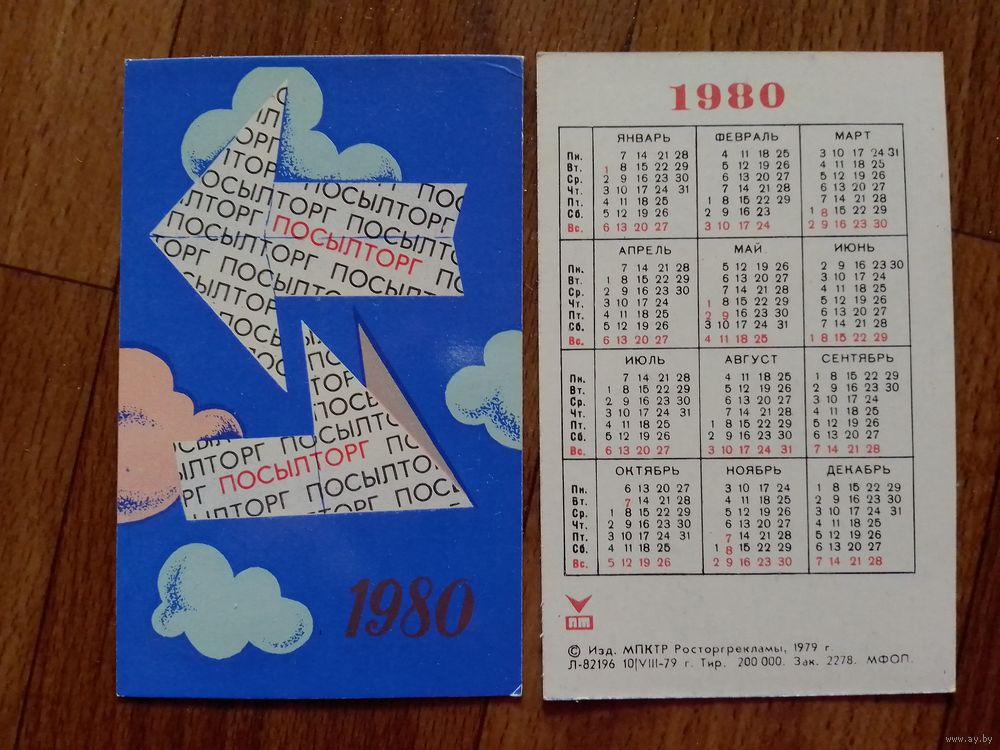 ПОСЫЛТОРГ ПОСЫЛТОРГ
ПОСЫЛТОРГ
ПОСЫЛТОРГ
ПОСЫЛТОРГ
1980
1980
ЯНВАРЬ ФЕВРАЛЬ МАРТ
Пн. 7 14 21 28 4 11 18 25 3 10 17 24 31
Вт. 1 8 15 22 29 5 12 19 26 4 11 18 25
Ср. 2 9 16 23 30 6 13 20 27 5 12 19 26
Чт. 3 10 17 24 31 7 14 21 28 6 13 20 27
Пт. 4 11 18 25 1 8 15 22 29 7 14 21 28
Сб. 5 12 19 26 2 9 16 23 1 8 15 22 29
Вс. 6 13 20 27 3 10 17 24 2 9 16 23 30
АПРЕЛЬ МАЙ ИЮНЬ
Пн. 7 14 21 28 5 12 19 26 2 9 16 23 30
Вт. 1 8 15 22 29 6 13 20 27 3 10 17 24
Ср. 2 9 16 23 30 7 14 21 28 4 11 18 25
Чт. 3 10 17 24 1 8 15 22 29 5 12 19 26
Пт. 4 11 18 25 2 9 16 23 30 6 13 20 27
Сб. 5 12 19 26 3 10 17 24 31 7 14 21 28
Вс. 6 13 20 27 4 11 18 25 1 8 15 22 29
ИЮЛЬ АВГУСТ СЕНТЯБРЬ
Пн. 7 14 21 28 4 11 18 25 1 8 15 22 29
Вт. 1 8 15 22 29 5 12 19 26 2 9 16 23 30
Ср. 2 9 16 23 30 6 13 20 27 3 10 17 24
Чт. 3 10 17 24 31 7 14 21 28 4 11 18 25
Пт. 4 11 18 25 1 8 15 22 29 5 12 19 26
Сб. 5 12 19 26 2 9 16 23 30 6 13 20 27
Вс. 6 13 20 27 3 10 17 24 31 7 14 21 28
ОКТЯБРЬ НОЯБРЬ ДЕКАБРЬ
Пн. 6 13 20 27 3 10 17 24 1 8 15 22 29
Вт. 7 14 21 28 4 11 18 25 2 9 16 23 30
Ср. 1 8 15 22 29 5 12 19 26 3 10 17 24 31
Чт. 2 9 16 23 30 6 13 20 27 4 11 18 25
Пт. 3 10 17 24 31 7 14 21 28 5 12 19 26
Сб. 4 11 18 25 1 8 15 22 29 6 13 20 27
Вс. 5 12 19 26 2 9 16 23 30 7 14 21 28
пт
© Изд. МПКТР Росторгрекламы, 1979 г.
Л-82196 10|VIII-79 г. Тир. 200 000. Зак. 2278. МФОП.
www.ay.by